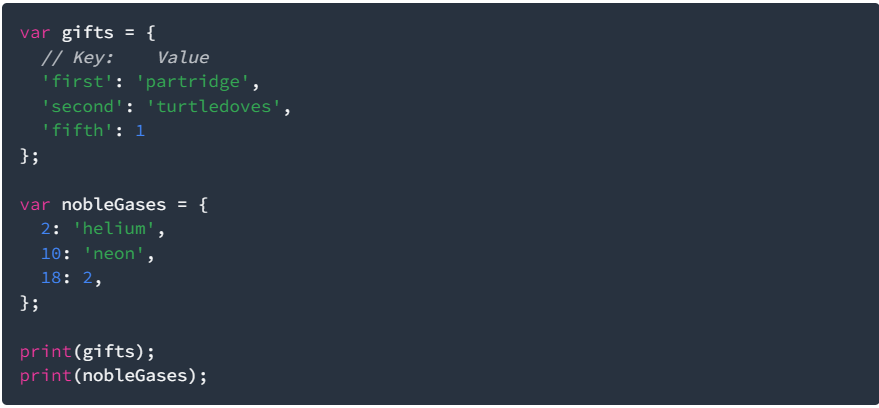 var gifts = {
  // Key:    Value
  'first': 'partridge',
  'second': 'turtledoves',
  'fifth': 1
};

var nobleGases = {
  2: 'helium',
  10: 'neon',
  18: 2,
};

print(gifts);
print(nobleGases);